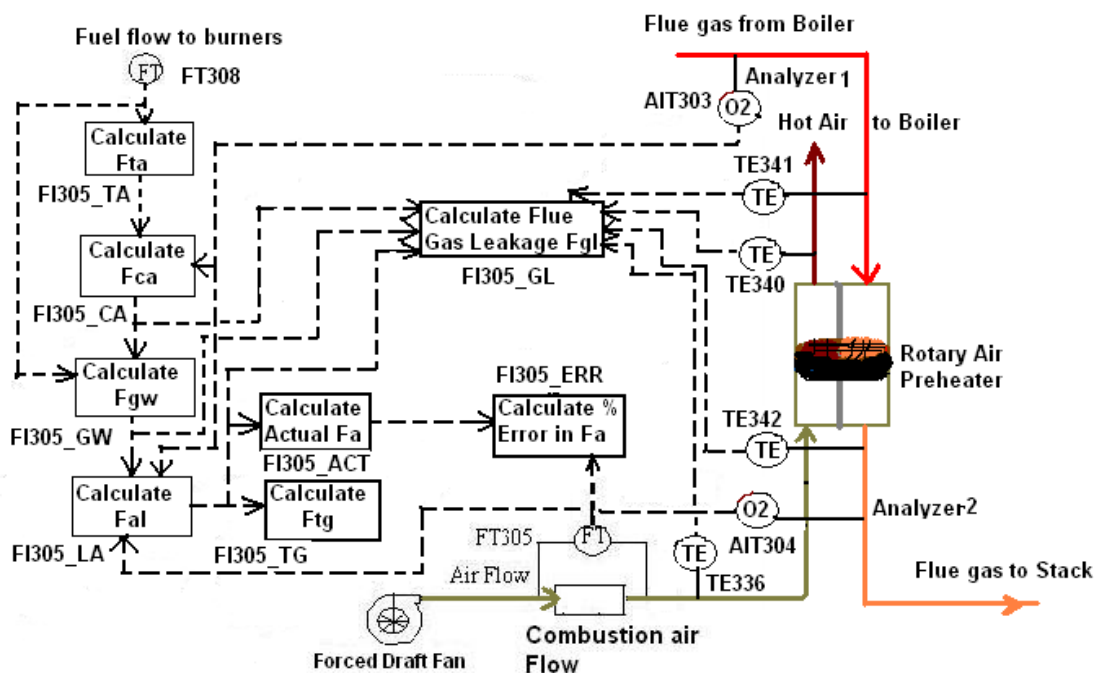 Fuel flow to burners
FT
FT308
Calculate
Fta
FI305_TA
Calculate
Fca
FI305_CA
Calculate
Fgw
FI305_GW
Calculate
Fal
FI305_LA
Calculate
Actual Fa
FI305_ACT
Calculate
Ftg
FI305_TG
Calculate Flue
Gas Leakage Fgl
FI305_GL
FI305_ERR
Calculate %
Error in Fa
Flue gas from Boiler
Analyzer1
AIT303
O2
Hot Air to Boiler
TE341
TE
TE
TE340
Rotary Air
Preheater
TE342
TE
O2
AIT304
Analyzer-2
FT305
FT
TE
TE336
Air Flow
Flue gas to Stack
Forced Draft Fan
Combustion air
Flow